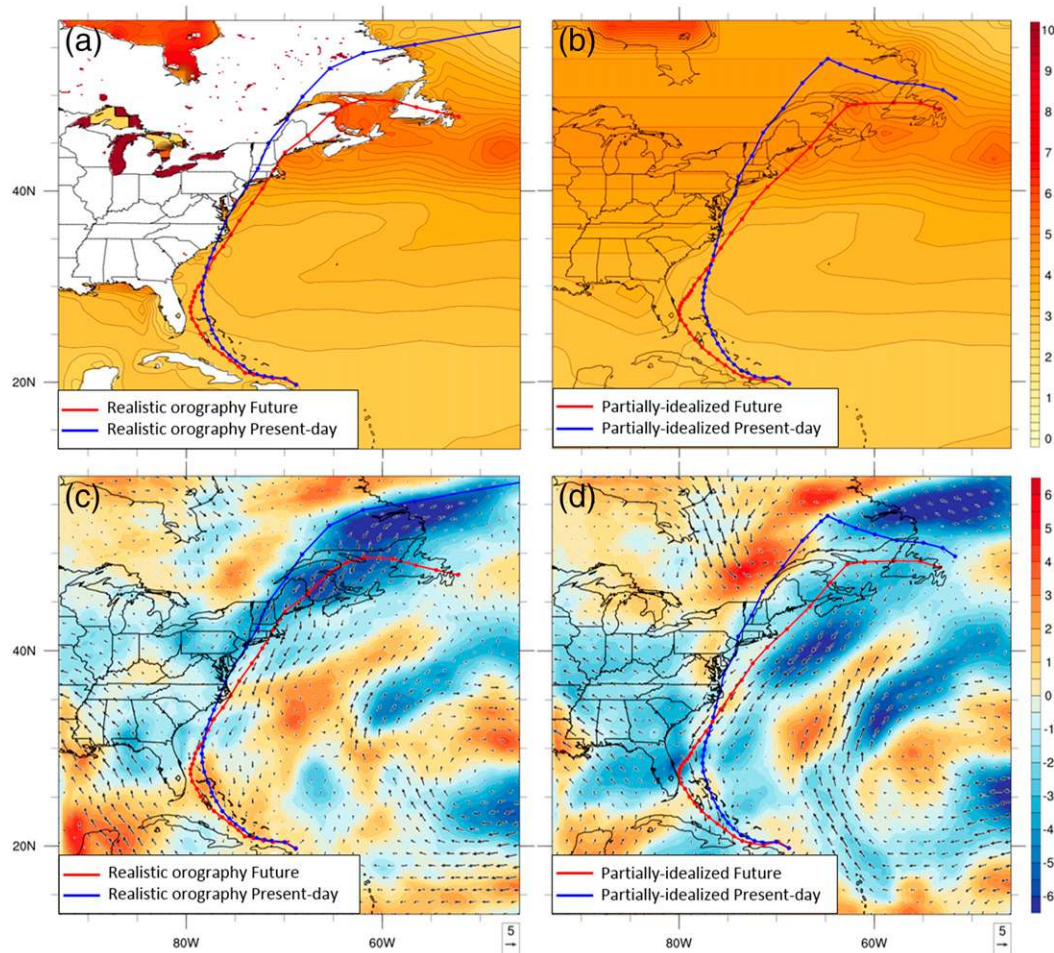 (a)
(b)
10
9
8
7
6
5
4
3
2
1
0
40N
20N
Realistic orography Future
Realistic orography Present-day
Partially-idealized Future
Partially-idealized Present-day
(c)
(d)
6
5
4
3
2
1
0
-1
-2
-3
-4
-5
-6
40N
20N
Realistic orography Future
Realistic orography Present-day
Partially-idealized Future
Partially-idealized Present-day
80W
60W
5
80W
60W
5